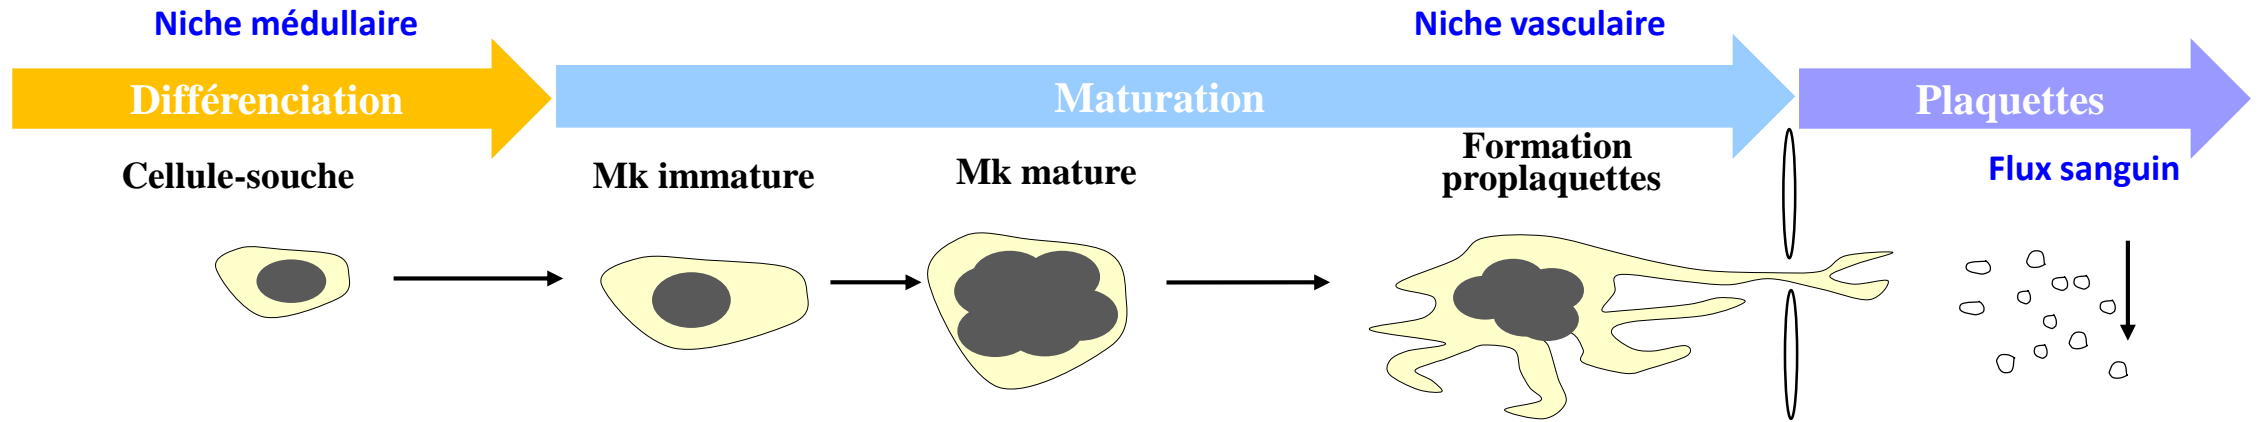 Niche médullaire
Niche vasculaire
Différenciation
Maturation
Plaquettes
Cellule-souche
Mk immature
Mk mature
Formation
proplaquettes
Flux sanguin